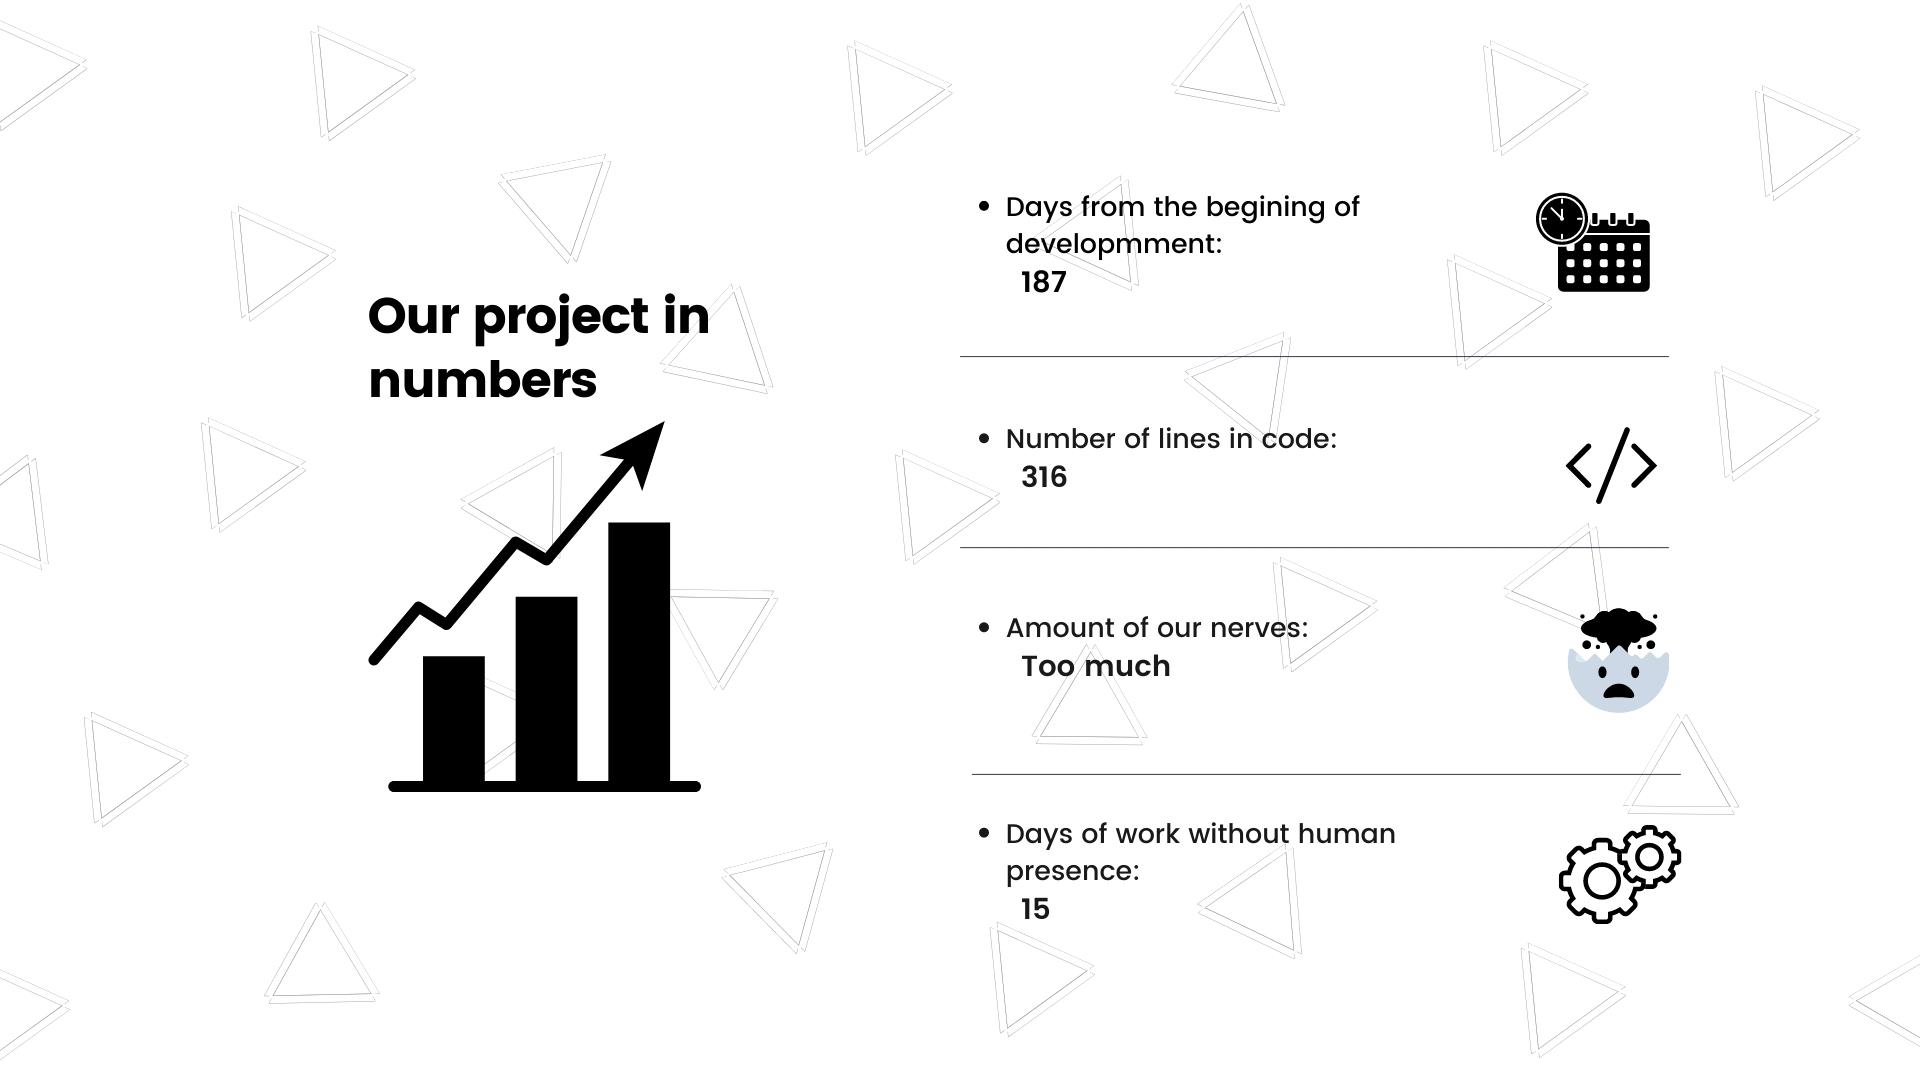 Our project in
numbers
• Days from the begining of
developmment:
187
• Number of lines in code:
316
• Amount of our nerves:
Too much
• Days of work without human
presence:
15